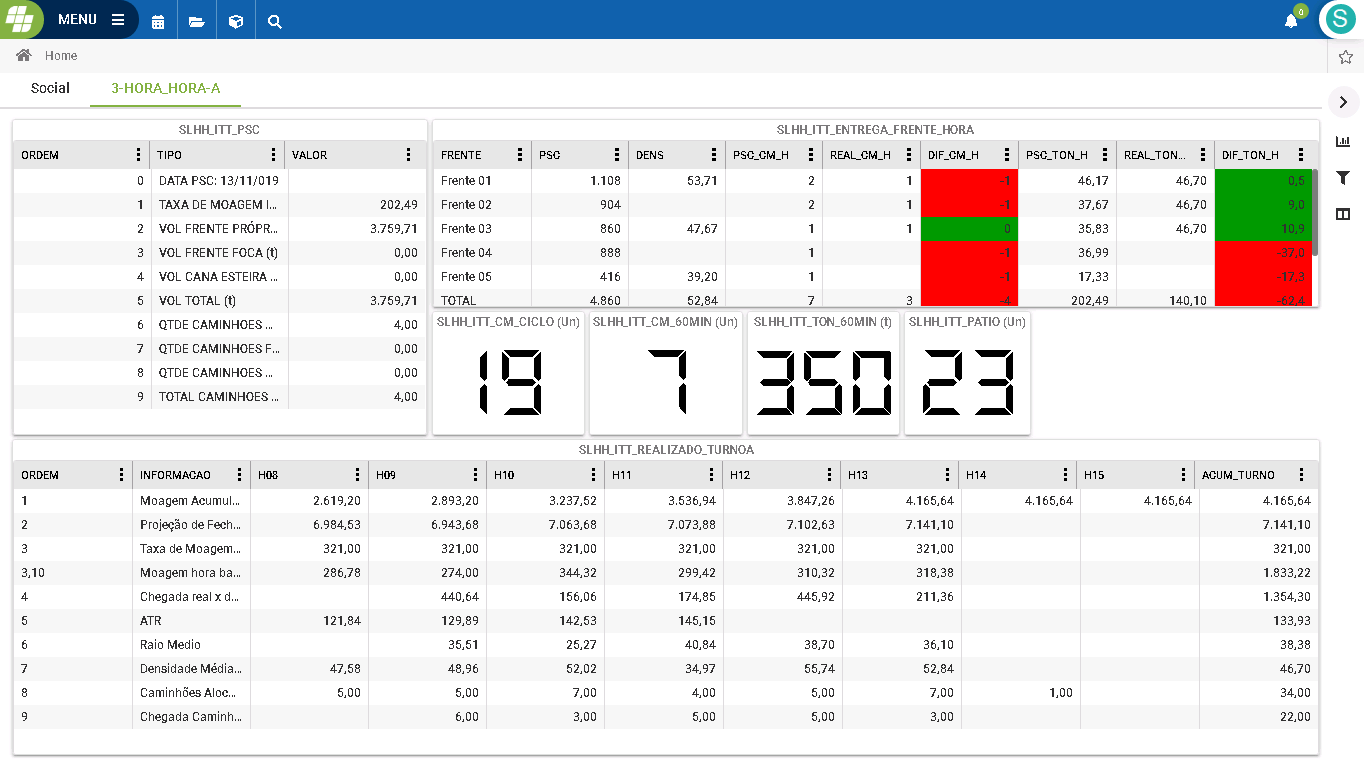 MENU
0
S
Home
Social 3-HORA_HORA-A
SLHH_ITT_PSC
ORDEM TIPO VALOR
0 DATA PSC: 13/11/019
1 TAXA DE MOAGEM I... 202,49
2 VOL FRENTE PRÓPR... 3.759,71
3 VOL FRENTE FOCA (t) 0,00
4 VOL CANA ESTEIRA ... 0,00
5 VOL TOTAL (t) 3.759,71
6 QTDE CAMINHOES ... 4,00
7 QTDE CAMINHOES F... 0,00
8 QTDE CAMINHOES ... 0,00
9 TOTAL CAMINHOES ... 4,00
SLHH_ITT_ENTREGA_FRENTE_HORA
FRENTE PSC DENS PSC_CM_H REAL_CM_H DIF_CM_H PSC_TON_H REAL_TON... DIF_TON_H
Frente 01 1.108 53,71 2 1 -1 46,17 46,70 0,5
Frente 02 904 2 1 -1 37,67 46,70 9,0
Frente 03 860 47,67 1 1 0 35,83 46,70 10,9
Frente 04 888 1 -1 36,99 -37,0
Frente 05 416 39,20 1 -1 17,33 -17,3
TOTAL 4.860 52,84 7 3 -4 202,49 140,10 -62,4
SLHH_ITT_CM_CICLO (Un)
19
SLHH_ITT_CM_60MIN (Un)
7
SLHH_ITT_TON_60MIN (t)
350
SLHH_ITT_PATIO (Un)
23
SLHH_ITT_REALIZADO_TURNOA
ORDEM INFORMACAO H08 H09 H10 H11 H12 H13 H14 H15 ACUM_TURNO
1 Moagem Acumul... 2.619,20 2.893,20 3.237,52 3.536,94 3.847,26 4.165,64 4.165,64 4.165,64 4.165,64
2 Projeção de Fech... 6.984,53 6.943,68 7.063,68 7.073,88 7.102,63 7.141,10 7.141,10
3 Taxa de Moagem... 321,00 321,00 321,00 321,00 321,00 321,00 321,00
3,10 Moagem hora ba... 286,78 274,00 344,32 299,42 310,32 318,38 1.833,22
4 Chegada real x d... 440,64 156,06 174,85 445,92 211,36 1.354,30
5 ATR 121,84 129,89 142,53 145,15 133,93
6 Raio Medio 35,51 25,27 40,84 38,70 36,10 38,38
7 Densidade Média... 47,58 48,96 52,02 34,97 55,74 52,84 46,70
8 Caminhões Aloc... 5,00 5,00 7,00 4,00 5,00 7,00 1,00 34,00
9 Chegada Caminh... 6,00 3,00 5,00 5,00 3,00 22,00